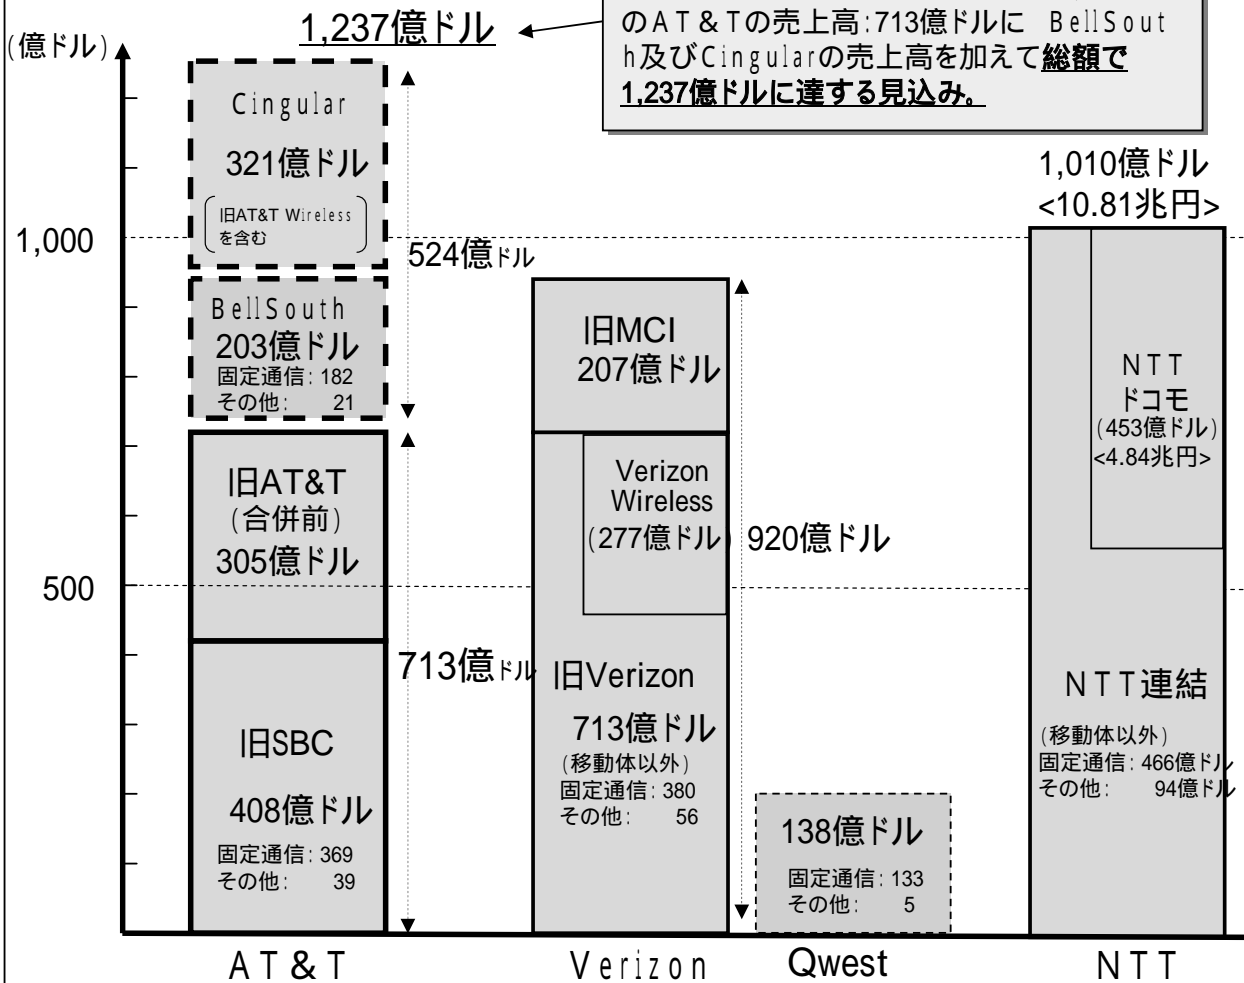 1,237億ドル
のAT&Tの売上高:713億ドルに BellSout
h及びCingularの売上高を加えて総額で
1,237億ドルに達する見込み。
(億ドル)
1,000
500
Cingular
321億ドル
旧AT&T Wireless
を含む
524億ドル
BellSouth
203億ドル
固定通信: 182
その他: 21
旧AT&T
(合併前)
305億ドル
713億ドル
旧SBC
408億ドル
固定通信: 369
その他: 39
旧MCI
207億ドル
Verizon
Wireless
(277億ドル)
920億ドル
旧Verizon
713億ドル
(移動体以外)
固定通信: 380
その他: 56
138億ドル
固定通信: 133
その他: 5
1,010億ドル
<10.81兆円>
NTT
ドコモ
(453億ドル)
<4.84兆円>
NTT連結
(移動体以外)
固定通信: 466億ドル
その他: 94億ドル
AT&T
Verizon
Qwest
NTT